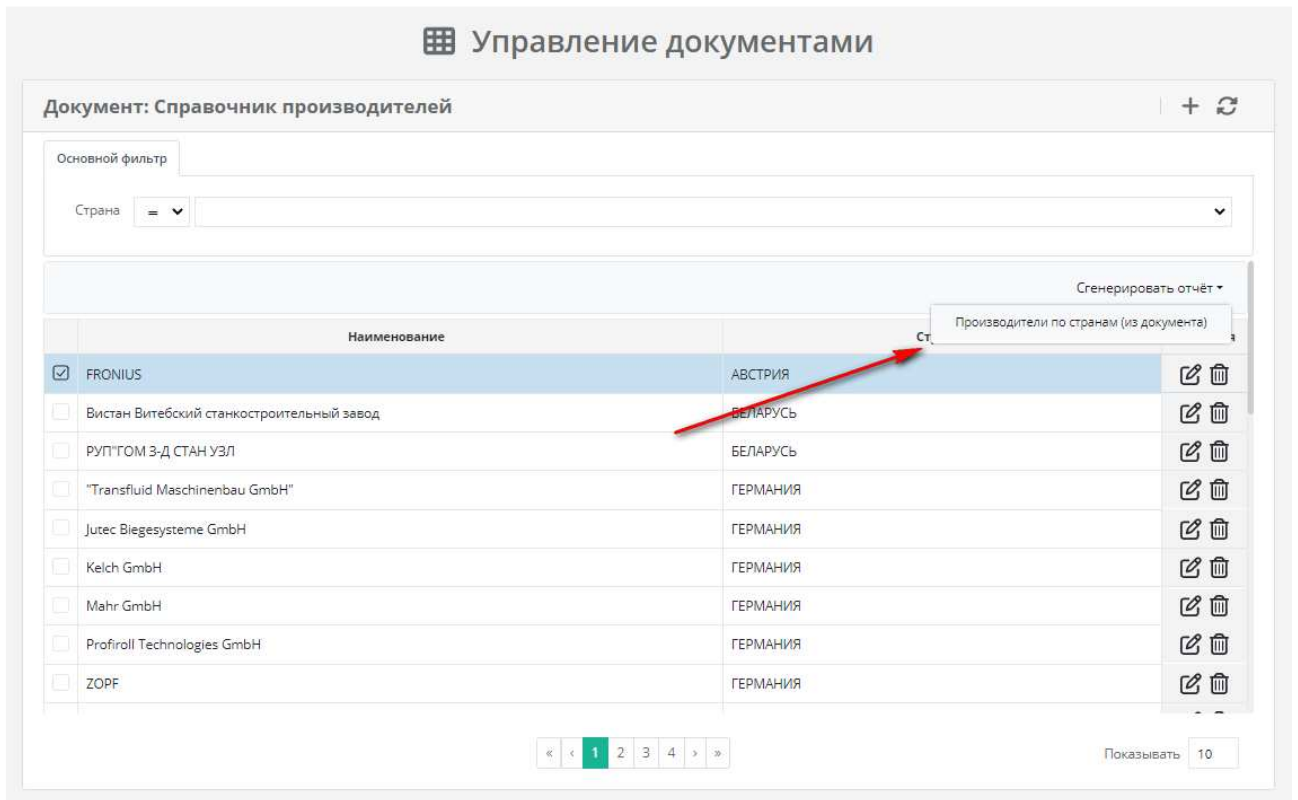 Управление документами
Документ: Справочник производителей
Основной фильтр
Страна =
Сгенерировать отчёт
Производители по странам (из документа)
Наименование
FRONIUS АВСТРИЯ
Вистан Витебский станкостроительный завод БЕЛАРУСЬ
РУП"ГОМ З-Д СТАН УЗЛ БЕЛАРУСЬ
"Transfluid Maschinenbau GmbH" ГЕРМАНИЯ
Jutec Biegesysteme GmbH ГЕРМАНИЯ
Kelch GmbH ГЕРМАНИЯ
Mahr GmbH ГЕРМАНИЯ
Profiroll Technologies GmbH ГЕРМАНИЯ
ZOPF ГЕРМАНИЯ
« ‹ 1 2 3 4 › » Показывать 10